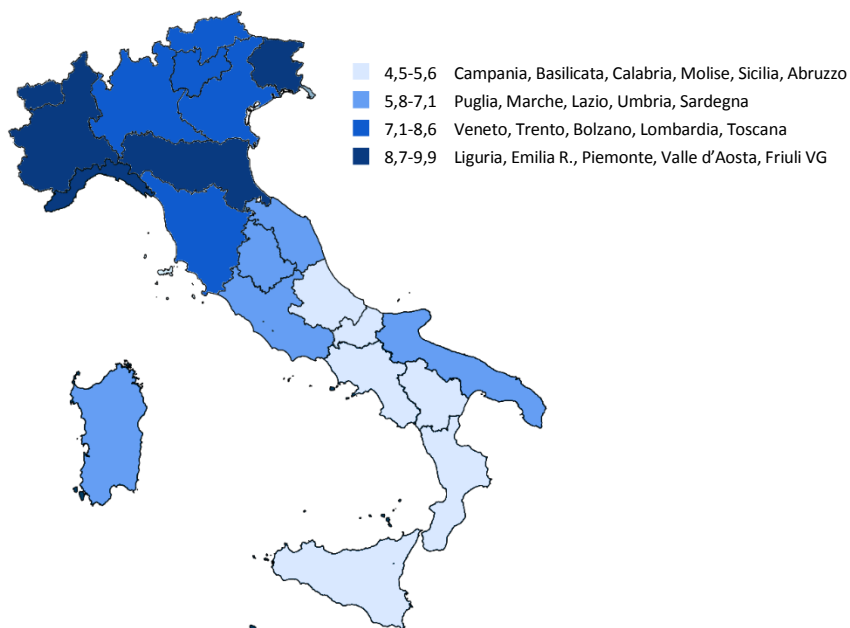 4,5-5,6 Campania, Basilicata, Calabria, Molise, Sicilia, Abruzzo
5,8-7,1 Puglia, Marche, Lazio, Umbria, Sardegna
7,1-8,6 Veneto, Trento, Bolzano, Lombardia, Toscana
8,7-9,9 Liguria, Emilia R., Piemonte, Valle d’Aosta, Friuli VG